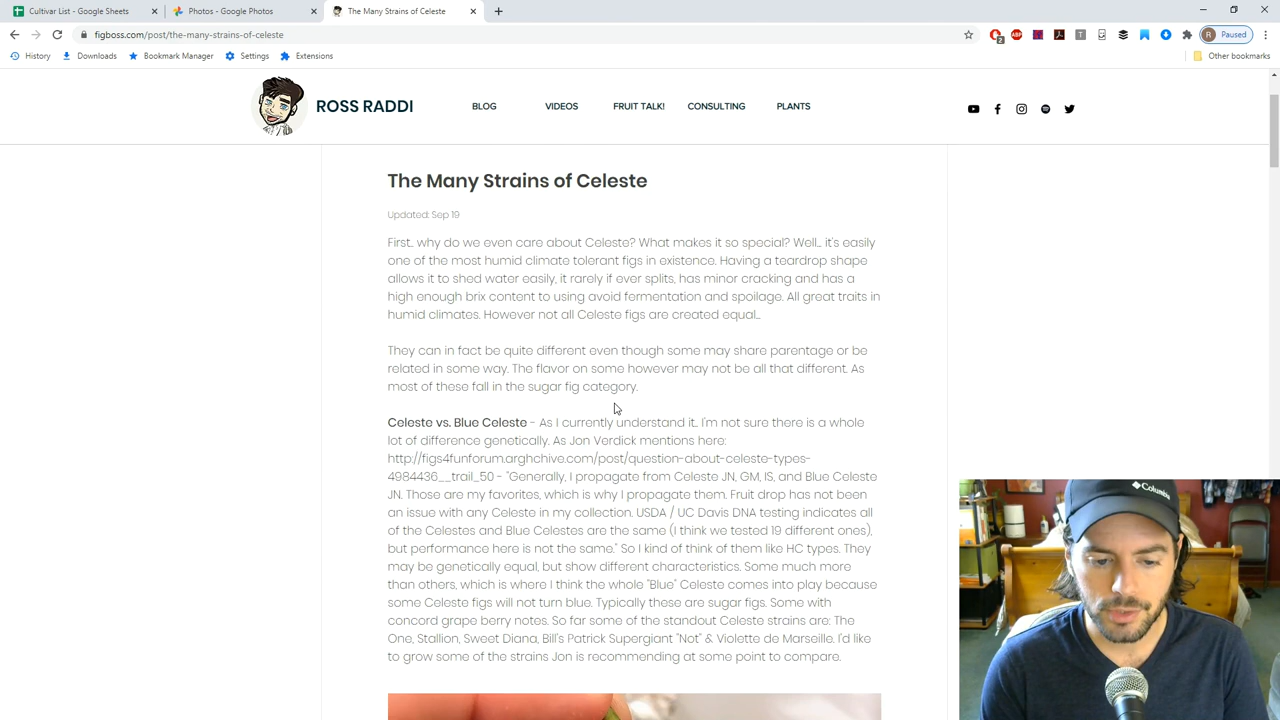 Cultivar List - Google Sheets
Photos - Google Photos
The Many Strains of Celeste
figboss.com/post/the-many-strains-of-celeste
2
ABP
T
R Paused
History Downloads Bookmark Manager Settings Extensions Other bookmarks
ROSS RADDI BLOG VIDEOS FRUIT TALK! CONSULTING PLANTS
The Many Strains of Celeste
Updated: Sep 19
First... why do we even care about Celeste? What makes it so special? Well... it's easily
one of the most humid climate tolerant figs in existence. Having a teardrop shape
allows it to shed water easily, it rarely if ever splits, has minor cracking and has a
high enough brix content to using avoid fermentation and spoilage. All great traits in
humid climates. However not all Celeste figs are created equal...
They can in fact be quite different even though some may share parentage or be
related in some way. The flavor on some however may not be all that different. As
most of these fall in the sugar fig category.
Celeste vs. Blue Celeste - As I currently understand it.. I'm not sure there is a whole
lot of difference genetically. As Jon Verdick mentions here:
http://figs4funforum.arghchive.com/post/question-about-celeste-types-
4984436__trail_50 - "Generally, I propagate from Celeste JN, GM, IS, and Blue Celeste
JN. Those are my favorites, which is why I propagate them. Fruit drop has not been
an issue with any Celeste in my collection. USDA / UC Davis DNA testing indicates all
of the Celestes and Blue Celestes are the same (I think we tested 19 different ones),
but performance here is not the same." So I kind of think of them like HC types. They
may be genetically equal, but show different characteristics. Some much more
than others, which is where I think the whole "Blue" Celeste comes into play because
some Celeste figs will not turn blue. Typically these are sugar figs. Some with
concord grape berry notes. So far some of the standout Celeste strains are: The
One, Stallion, Sweet Diana, Bill's Patrick Supergiant "Not" & Violette de Marseille. I'd like
to grow some of the strains Jon is recommending at some point to compare.
Columbia